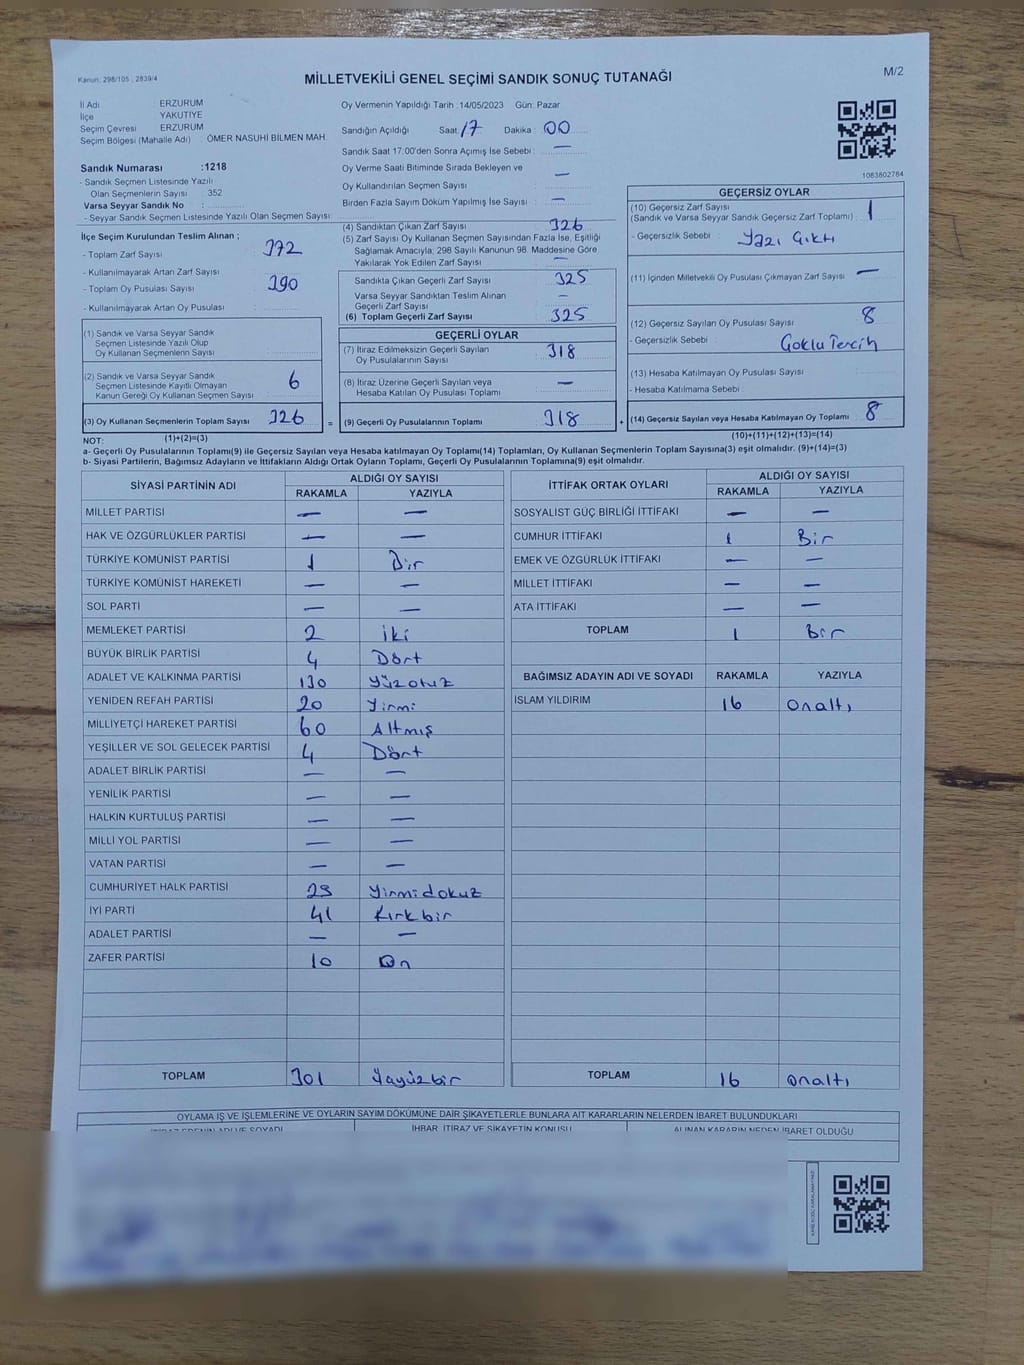 Kanun: 298/105 , 2839/4
MİLLETVEKİLİ GENEL SEÇİMİ SANDIK SONUÇ TUTANAĞI
M/2
İl Adı : ERZURUM
İlçe : YAKUTİYE
Seçim Çevresi : ERZURUM
Seçim Bölgesi (Mahalle Adı) : ÖMER NASUHİ BİLMEN MAH.
Sandık Numarası :1218
- Sandık Seçmen Listesinde Yazılı
Olan Seçmenlerin Sayısı : 352
Varsa Seyyar Sandık No :
- Seyyar Sandık Seçmen Listesinde Yazılı Olan Seçmen Sayısı:
Oy Vermenin Yapıldığı Tarih :14/05/2023 Gün: Pazar
Sandığın Açıldığı Saat: 17 Dakika : 00
Sandık Saat 17:00'den Sonra Açımış İse Sebebi : —
Oy Verme Saati Bitiminde Sırada Bekleyen ve
Oy Kullandırılan Seçmen Sayısı : —
Birden Fazla Sayım Döküm Yapılmış İse Sayısı : —
1083802784
İlçe Seçim Kurulundan Teslim Alınan ;
- Toplam Zarf Sayısı : 372
- Kullanılmayarak Artan Zarf Sayısı :
- Toplam Oy Pusulası Sayısı : 390
- Kullanılmayarak Artan Oy Pusulası :
(1) Sandık ve Varsa Seyyar Sandık
Seçmen Listesinde Yazılı Olup
Oy Kullanan Seçmenlerin Sayısı :
(2) Sandık ve Varsa Seyyar Sandık
Seçmen Listesinde Kayıtlı Olmayan
Kanun Gereği Oy Kullanan Seçmen Sayısı : 6
(3) Oy Kullanan Seçmenlerin Toplam Sayısı : 326
(4) Sandıktan Çıkan Zarf Sayısı : 326
(5) Zarf Sayısı Oy Kullanan Seçmen Sayısından Fazla İse, Eşitliği
Sağlamak Amacıyla; 298 Sayılı Kanunun 98. Maddesine Göre
Yakılarak Yok Edilen Zarf Sayısı : —
Sandıkta Çıkan Geçerli Zarf Sayısı : 325
Varsa Seyyar Sandıktan Teslim Alınan
Geçerli Zarf Sayısı : —
(6) Toplam Geçerli Zarf Sayısı : 325
GEÇERLİ OYLAR
(7) İtiraz Edilmeksizin Geçerli Sayılan
Oy Pusulalarının Sayısı : 318
(8) İtiraz Üzerine Geçerli Sayılan veya
Hesaba Katılan Oy Pusulası Toplamı : —
= (9) Geçerli Oy Pusulalarının Toplamı : 318
GEÇERSİZ OYLAR
(10) Geçersiz Zarf Sayısı
(Sandık ve Varsa Seyyar Sandık Geçersiz Zarf Toplamı) : 1
- Geçersizlik Sebebi : Yazı Çıktı
(11) İçinden Milletvekili Oy Pusulası Çıkmayan Zarf Sayısı : —
(12) Geçersiz Sayılan Oy Pusulası Sayısı : 8
- Geçersizlik Sebebi : Çoklu Tercih
(13) Hesaba Katılmayan Oy Pusulası Sayısı :
- Hesaba Katılmama Sebebi :
+ (14) Geçersiz Sayılan veya Hesaba Katılmayan Oy Toplamı : 8
NOT: (1)+(2)=(3)
(10)+(11)+(12)+(13)=(14)
a- Geçerli Oy Pusulalarının Toplamı(9) ile Geçersiz Sayılan veya Hesaba Katılmayan Oy Toplamı(14) Toplamları, Oy Kullanan Seçmenlerin Toplam Sayısına(3) eşit olmalıdır. (9)+(14)=(3)
b- Siyasi Partilerin, Bağımsız Adayların ve İttifakların Aldığı Ortak Oyların Toplamı, Geçerli Oy Pusulalarının Toplamına(9) eşit olmalıdır.
SİYASİ PARTİNİN ADI ALDIĞI OY SAYISI
RAKAMLA YAZIYLA
MİLLET PARTİSİ — —
HAK VE ÖZGÜRLÜKLER PARTİSİ — —
TÜRKİYE KOMÜNİST PARTİSİ 1 Bir
TÜRKİYE KOMÜNİST HAREKETİ — —
SOL PARTİ — —
MEMLEKET PARTİSİ 2 İki
BÜYÜK BİRLİK PARTİSİ 4 Dört
ADALET VE KALKINMA PARTİSİ 130 Yüzotuz
YENİDEN REFAH PARTİSİ 20 Yirmi
MİLLİYETÇİ HAREKET PARTİSİ 60 Altmış
YEŞİLLER VE SOL GELECEK PARTİSİ 4 Dört
ADALET BİRLİK PARTİSİ — —
YENİLİK PARTİSİ — —
HALKIN KURTULUŞ PARTİSİ — —
MİLLİ YOL PARTİSİ — —
VATAN PARTİSİ — —
CUMHURİYET HALK PARTİSİ 29 Yirmidokuz
İYİ PARTİ 41 Kırkbir
ADALET PARTİSİ — —
ZAFER PARTİSİ 10 On
TOPLAM 301 Üçyüzbir
İTTİFAK ORTAK OYLARI ALDIĞI OY SAYISI
RAKAMLA YAZIYLA
SOSYALİST GÜÇ BİRLİĞİ İTTİFAKI — —
CUMHUR İTTİFAKI 1 Bir
EMEK VE ÖZGÜRLÜK İTTİFAKI — —
MİLLET İTTİFAKI — —
ATA İTTİFAKI — —
TOPLAM 1 Bir
BAĞIMSIZ ADAYIN ADI VE SOYADI RAKAMLA YAZIYLA
İSLAM YILDIRIM 16 Onaltı
TOPLAM 16 Onaltı
OYLAMA İŞ VE İŞLEMLERİNE VE OYLARIN SAYIM DÖKÜMÜNE DAİR ŞİKAYETLERLE BUNLARA AİT KARARLARIN NELERDEN İBARET BULUNDUKLARI
İTİRAZ EDENİN ADI VE SOYADI İHBAR, İTİRAZ VE ŞİKAYETİN KONUSU ALINAN KARARIN NEDEN İBARET OLDUĞU